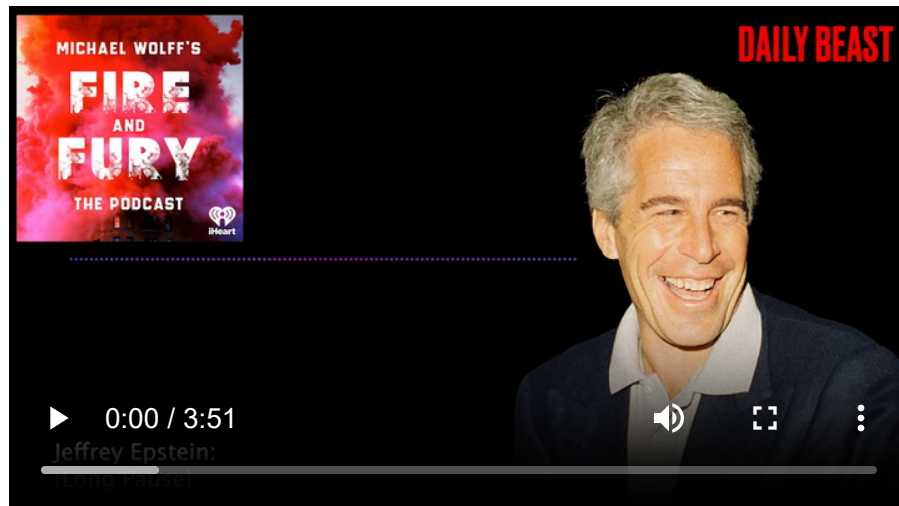 MICHAEL WOLFF'S
FIRE
AND
FURY
THE PODCAST
iHeart
DAILY BEAST
0:00 / 3:51
Jeffrey Epstein:
[Long Pause]